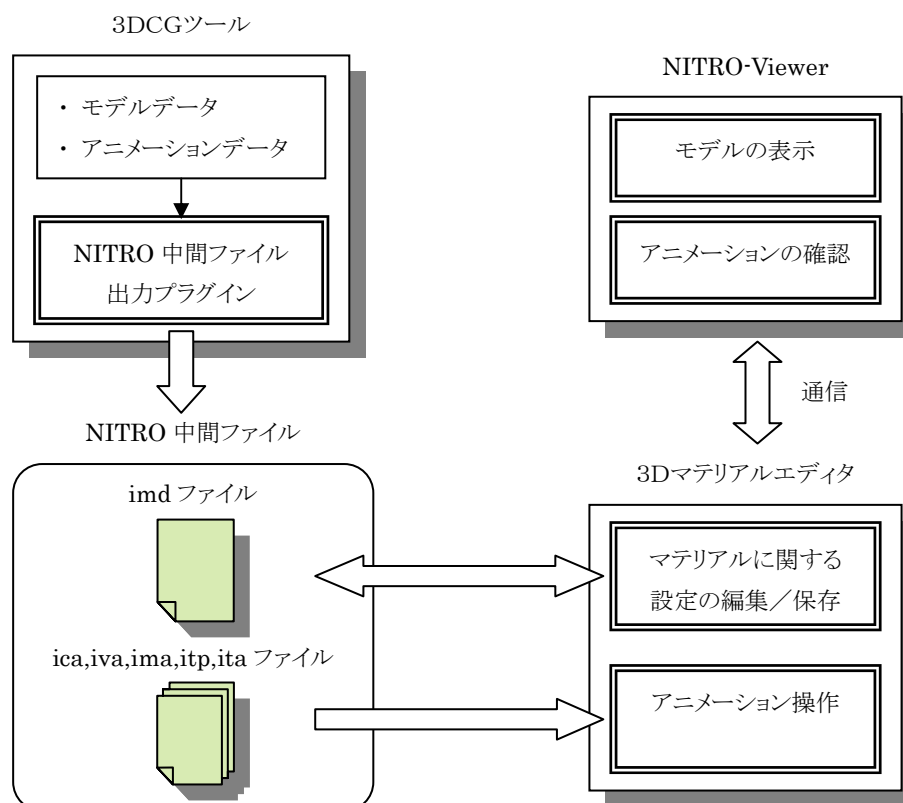 3DCGツール
・ モデルデータ
・ アニメーションデータ
NITRO 中間ファイル
出力プラグイン
NITRO 中間ファイル
imd ファイル
ica,iva,ima,itp,ita ファイル
NITRO-Viewer
モデルの表示
アニメーションの確認
通信
3Dマテリアルエディタ
マテリアルに関する
設定の編集／保存
アニメーション操作